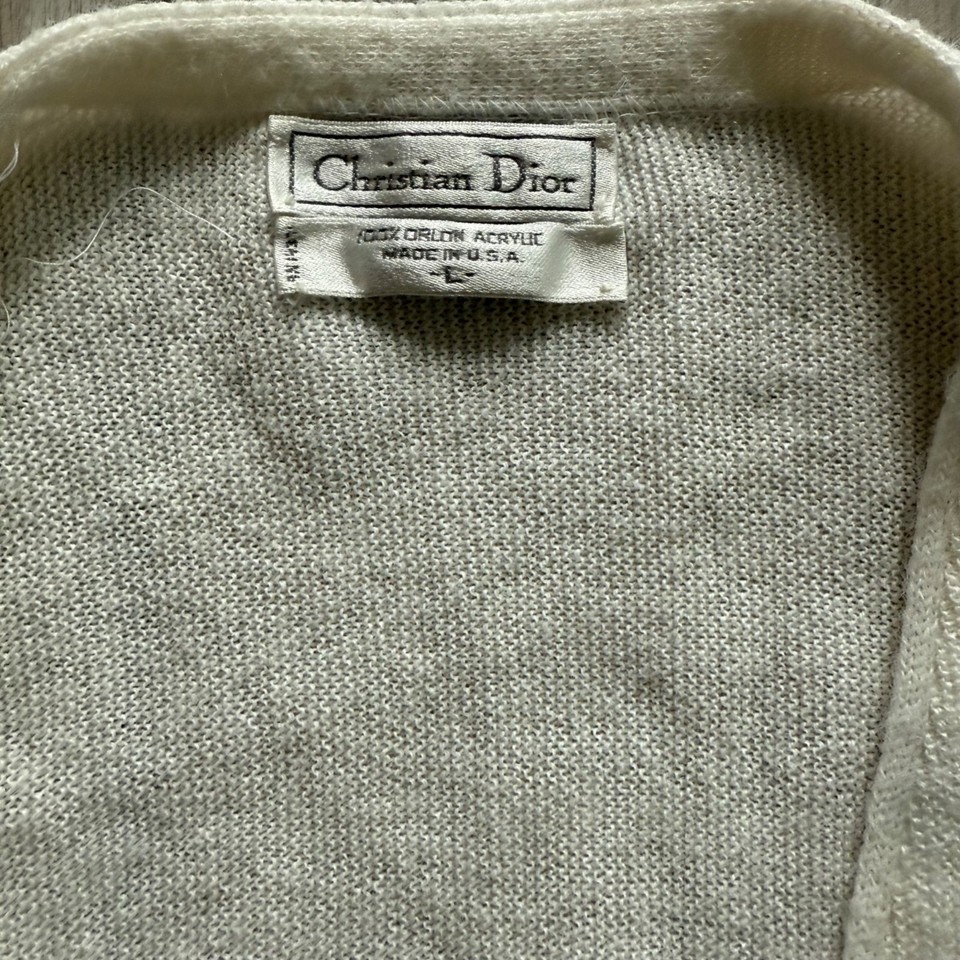 Christian Dior
100% ORLON ACRYLIC
MADE IN U.S.A.
-L-